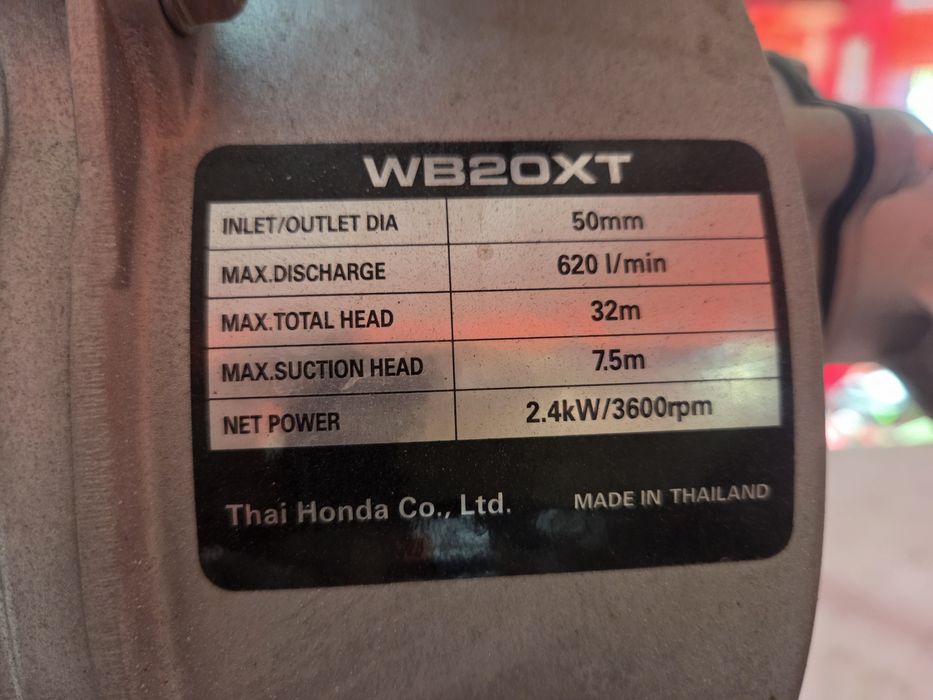 WB20XT
INLET/OUTLET DIA 50mm
MAX.DISCHARGE 620 l/min
MAX.TOTAL HEAD 32m
MAX.SUCTION HEAD 7.5m
NET POWER 2.4kW/3600rpm
Thai Honda Co., Ltd. MADE IN THAILAND